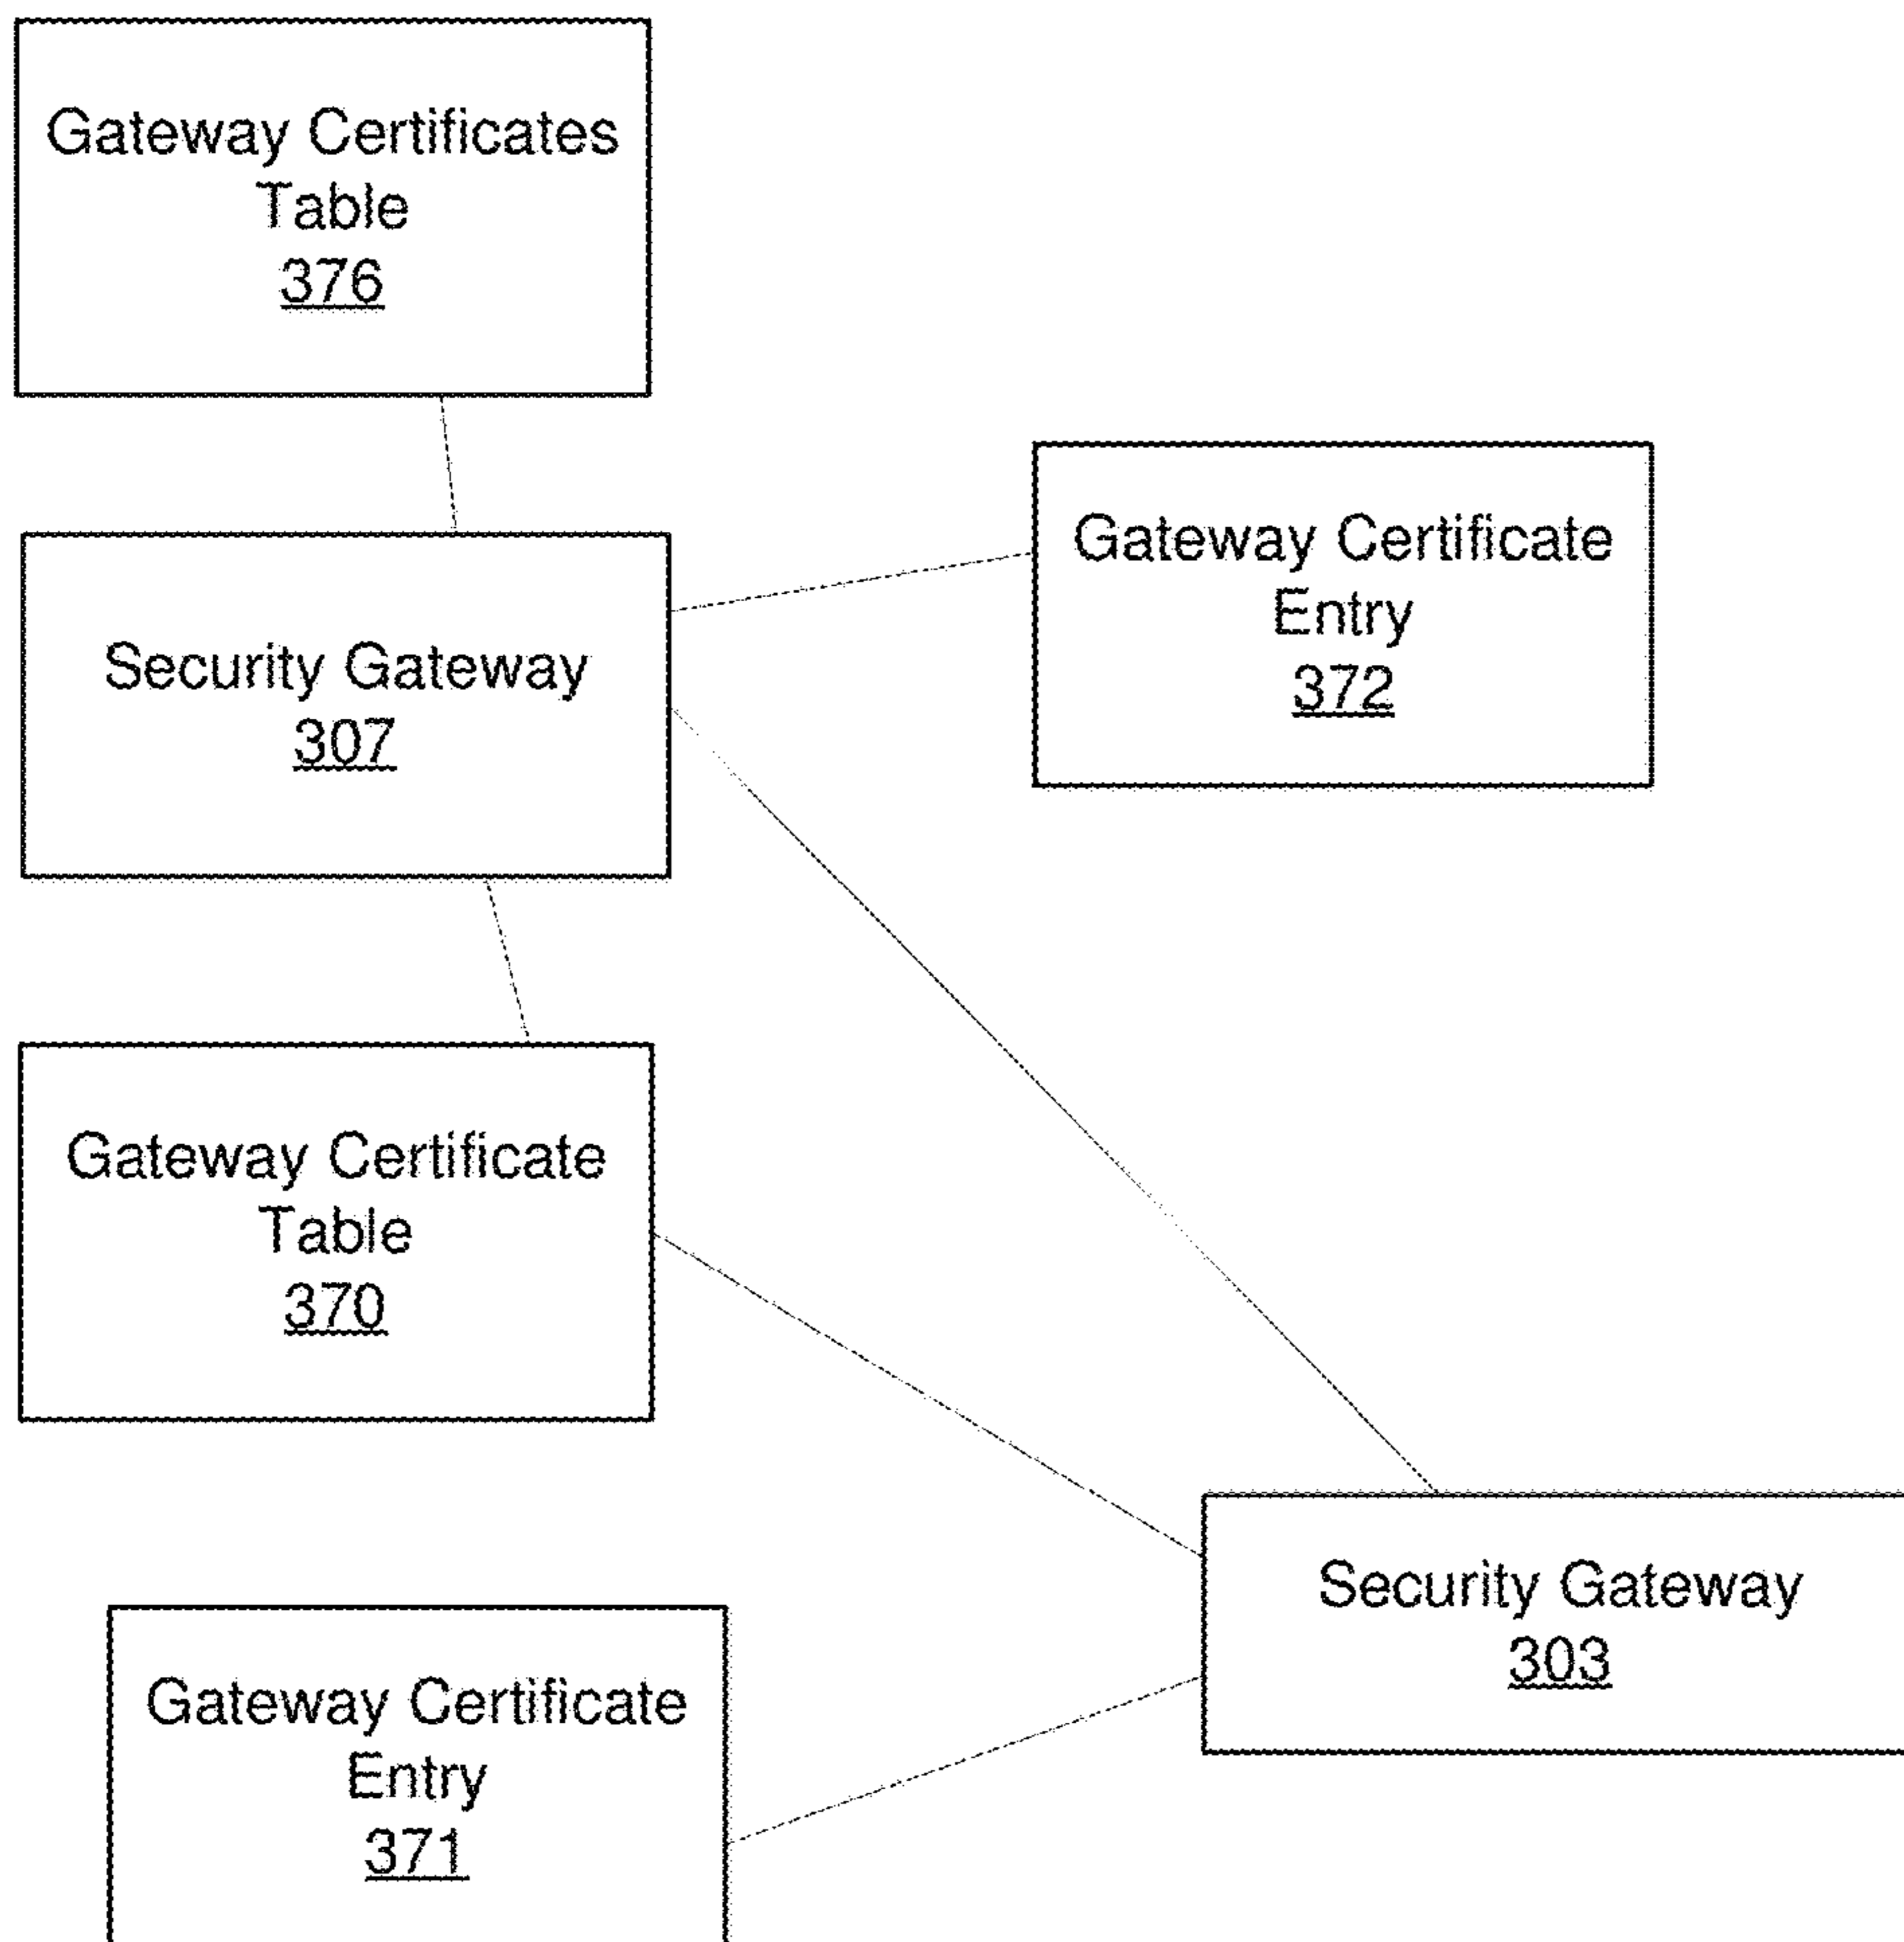 Gateway Certificates
Table
376
Gateway Certificate
Entry
372
Security Gateway
307
Gateway Certificate
Table
370
Security Gateway
303
Gateway Certificate
Entry
371